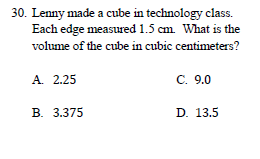 30. Lenny made a cube in technology class.
Each edge measured 1.5 cm. What is the
volume of the cube in cubic centimeters?
A. 2.25
C. 9.0
B. 3.375
D. 13.5